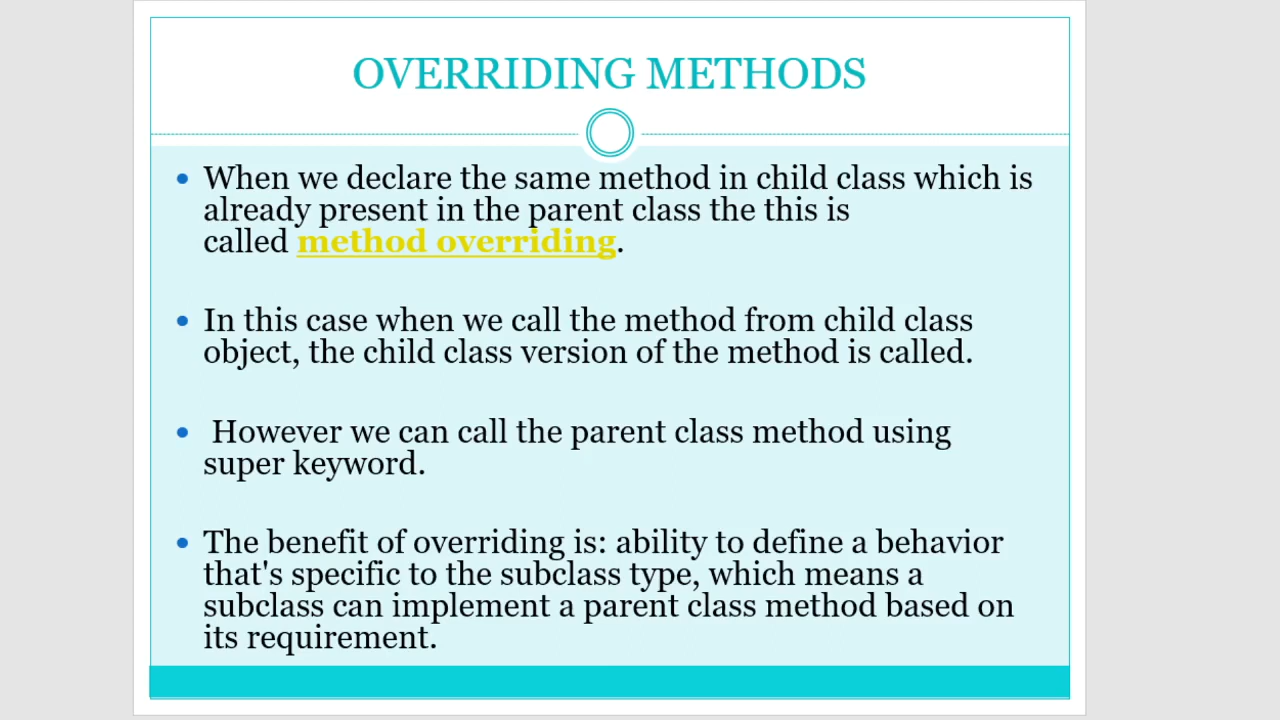 OVERRIDING METHODS
• When we declare the same method in child class which is
already present in the parent class the this is
called method overriding.
• In this case when we call the method from child class
object, the child class version of the method is called.
• However we can call the parent class method using
super keyword.
• The benefit of overriding is: ability to define a behavior
that's specific to the subclass type, which means a
subclass can implement a parent class method based on
its requirement.